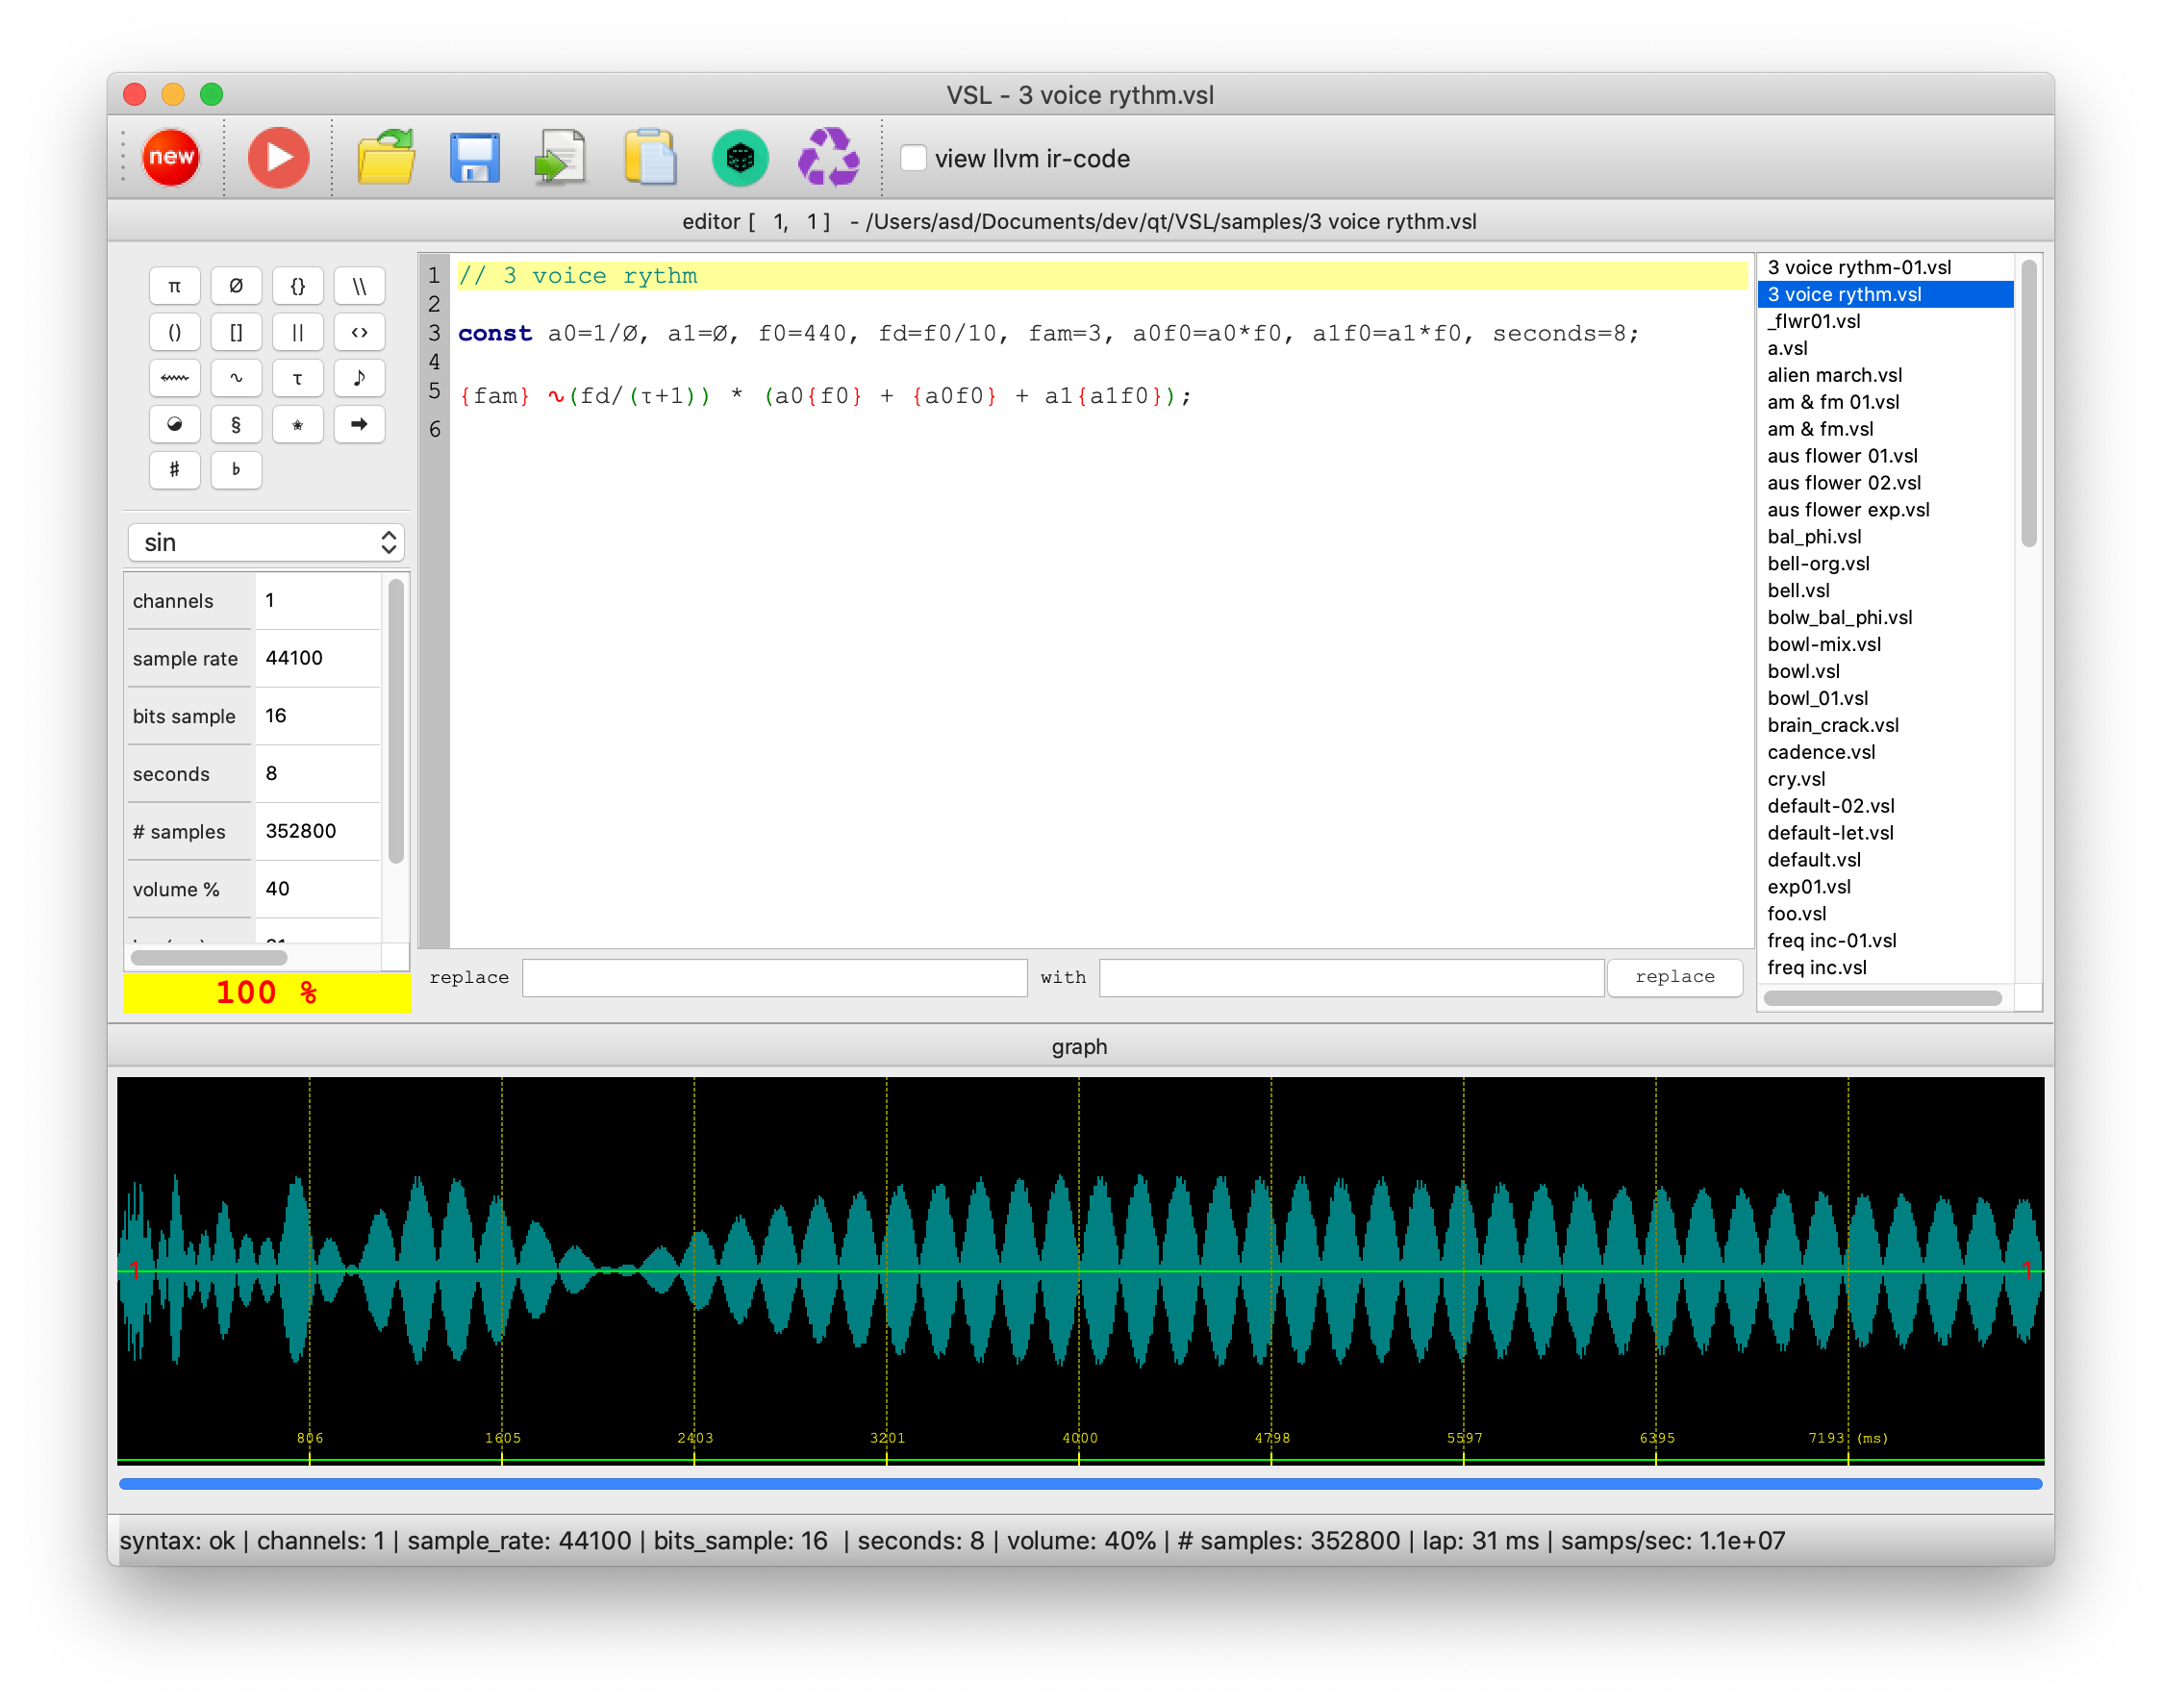 VSL - 3 voice rythm.vsl
new
view llvm ir-code
editor [ 1, 1 ] - /Users/asd/Documents/dev/qt/VSL/samples/3 voice rythm.vsl
π Ø {} \\
() [] || <>
∿ τ ♪
§ ❀ ➡
♯ ♭
sin
channels 1
sample rate 44100
bits sample 16
seconds 8
# samples 352800
volume % 40
100 %
1 // 3 voice rythm
2
3 const a0=1/Ø, a1=Ø, f0=440, fd=f0/10, fam=3, a0f0=a0*f0, a1f0=a1*f0, seconds=8;
4
5 {fam} ∿(fd/(τ+1)) * (a0{f0} + {a0f0} + a1{a1f0});
6
replace with replace
3 voice rythm-01.vsl
3 voice rythm.vsl
_flwr01.vsl
a.vsl
alien march.vsl
am & fm 01.vsl
am & fm.vsl
aus flower 01.vsl
aus flower 02.vsl
aus flower exp.vsl
bal_phi.vsl
bell-org.vsl
bell.vsl
bolw_bal_phi.vsl
bowl-mix.vsl
bowl.vsl
bowl_01.vsl
brain_crack.vsl
cadence.vsl
cry.vsl
default-02.vsl
default-let.vsl
default.vsl
exp01.vsl
foo.vsl
freq inc-01.vsl
freq inc.vsl
graph
1 1
806 1605 2403 3201 4000 4798 5597 6395 7193 (ms)
syntax: ok | channels: 1 | sample_rate: 44100 | bits_sample: 16 | seconds: 8 | volume: 40% | # samples: 352800 | lap: 31 ms | samps/sec: 1.1e+07